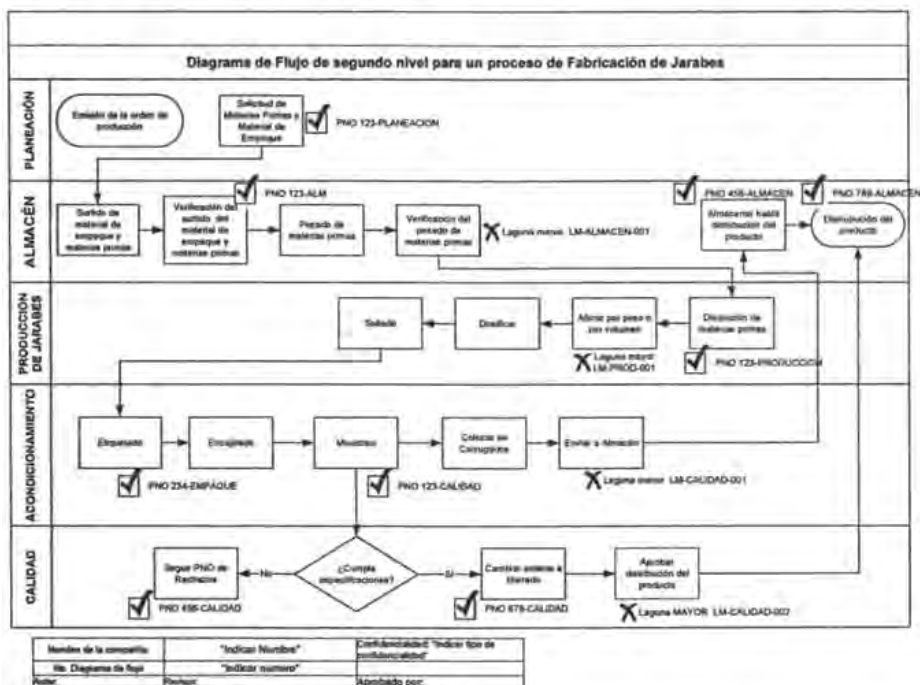 Diagrama de Flujo de segundo nivel para un proceso de Fabricación de Jarabes
PLANEACIÓN
Emisión de la orden de
producción
Solicitud de
Materias Primas y
Material de
Empaque
PNO 123-PLANEACION
ALMACÉN
Surtido de
material de
empaque y
materias primas
Verificación del
surtido del
material de
empaque y
materias primas
PNO 123-ALM
Pesado de
materias primas
Verificación del
pesado de
materias primas
Laguna mayor LM-ALMACEN-001
PNO 456-ALMACEN
Almacenar hasta
distribución del
producto
PNO 789-ALMACEN
Distribución del
producto
PRODUCCIÓN
DE JARABES
Sellado
Dosificar
Aforar por peso o
por volumen
Laguna mayor
LM-PROD-001
Disolución de
materias primas
PNO 123-PRODUCCION
ACONDICIONAMIENTO
Etiquetado
PNO 234-EMPAQUE
Encajillado
Muestreo
PNO 123-CALIDAD
Colocar en
Corrugados
Enviar a Almacén
Laguna menor LM-CALIDAD-001
CALIDAD
Seguir PNO de
Rechazos
PNO 456-CALIDAD
No
¿Cumple
especificaciones?
Sí
Cambiar estatus a
liberado
PNO 678-CALIDAD
Aprobar
distribución del
producto
Laguna MAYOR LM-CALIDAD-002
Nombre de la compañía:
"Indicar Nombre"
Confidencialidad: "Indicar tipo de
confidencialidad"
No. Diagrama de flujo
"Indicar número"
Autor:
Revisor:
Aprobado por: